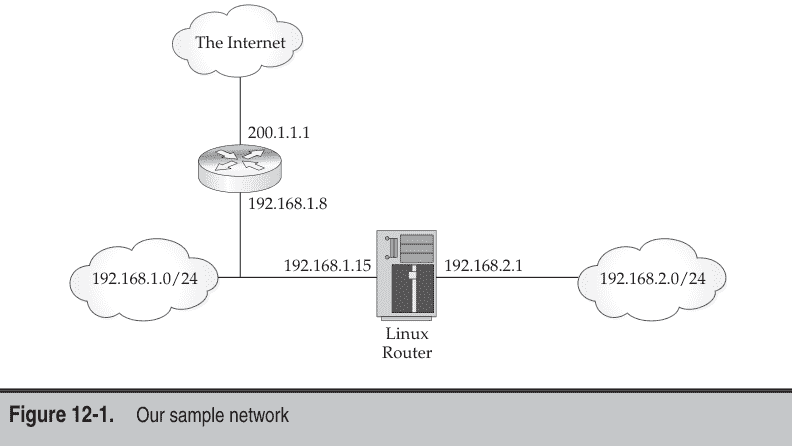 The Internet
200.1.1.1
192.168.1.8
192.168.1.0/24
192.168.1.15
192.168.2.1
192.168.2.0/24
Linux
Router
Figure 12-1. Our sample network